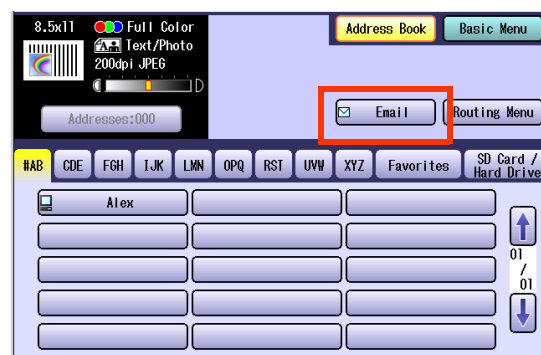 8.5x11 Full Color
A Text/Photo
200dpi JPEG
Addresses:000
Address Book
Basic Menu
Email
Routing Menu
#AB CDE FGH IJK LMN OPQ RST UVW XYZ Favorites SD Card /
Hard Drive
Alex
01
/
01